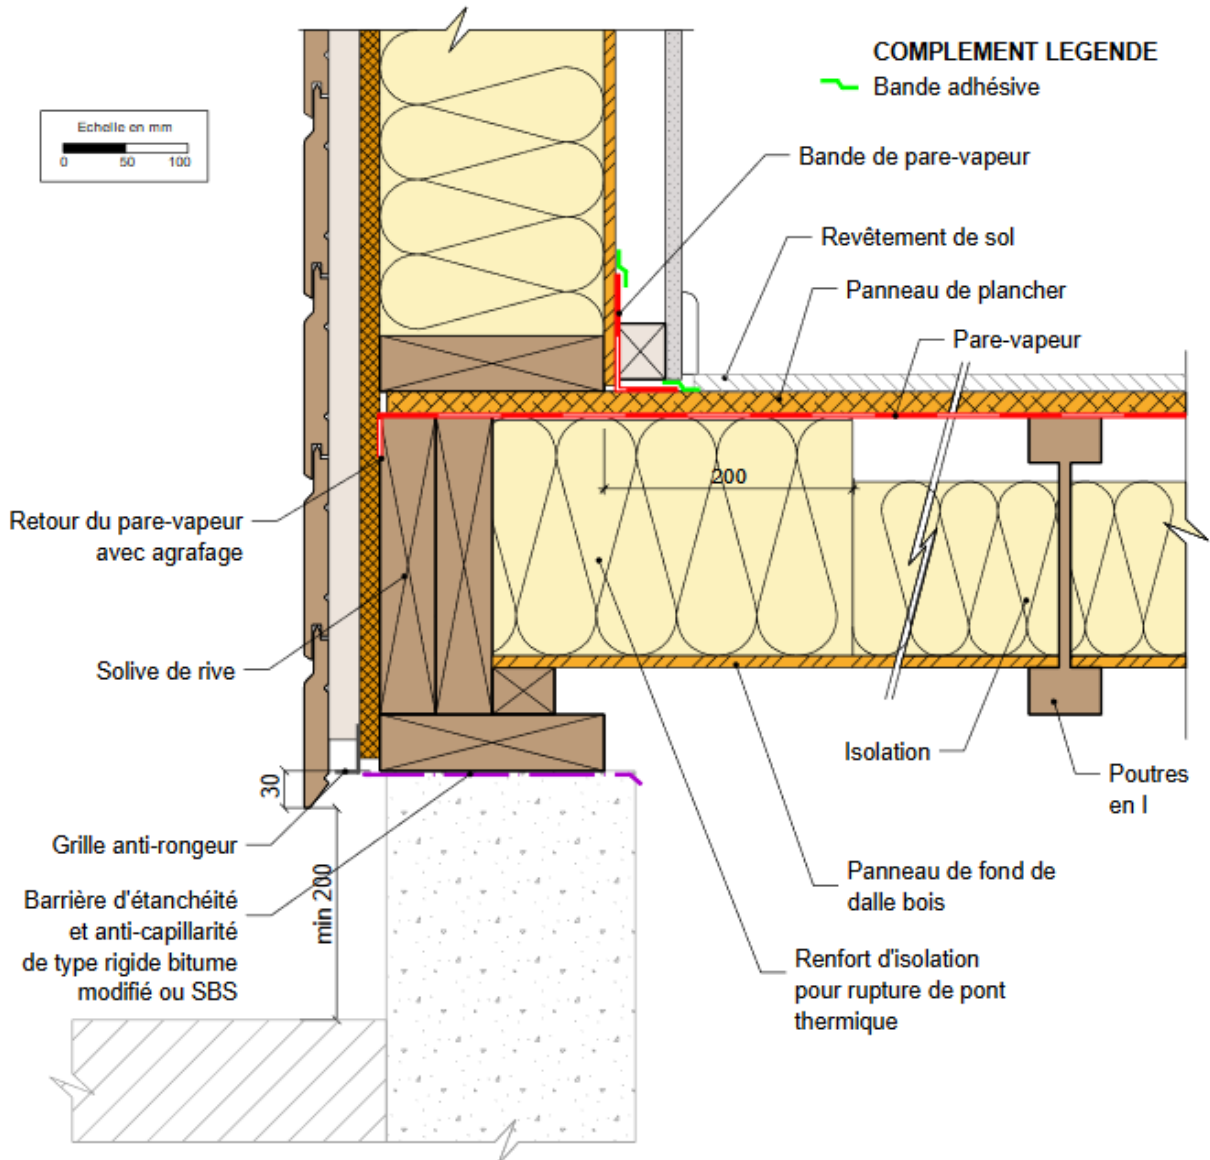 COMPLEMENT LEGENDE
Bande adhésive
Echelle en mm
0 50 100
Bande de pare-vapeur
Revêtement de sol
Panneau de plancher
Pare-vapeur
200
Retour du pare-vapeur
avec agrafage
Solive de rive
Isolation
Poutres
en I
30
Grille anti-rongeur
min 200
Barrière d'étanchéité
et anti-capillarité
de type rigide bitume
modifié ou SBS
Panneau de fond de
dalle bois
Renfort d'isolation
pour rupture de pont
thermique